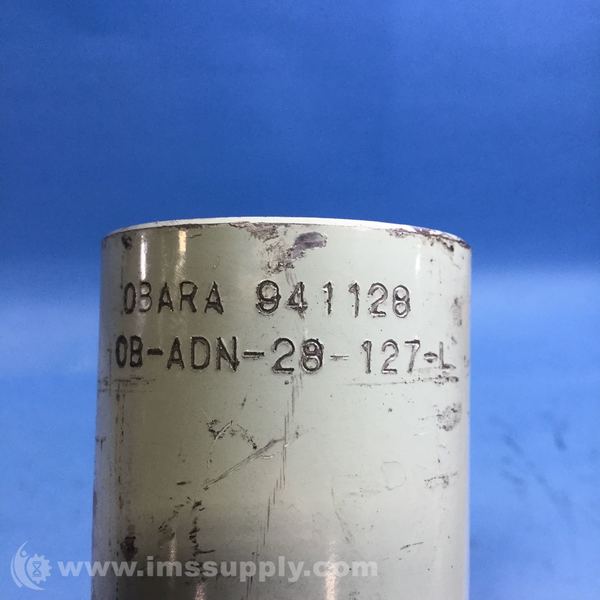 OBARA 941128
OB-ADN-28-127-L
www.imssupply.com